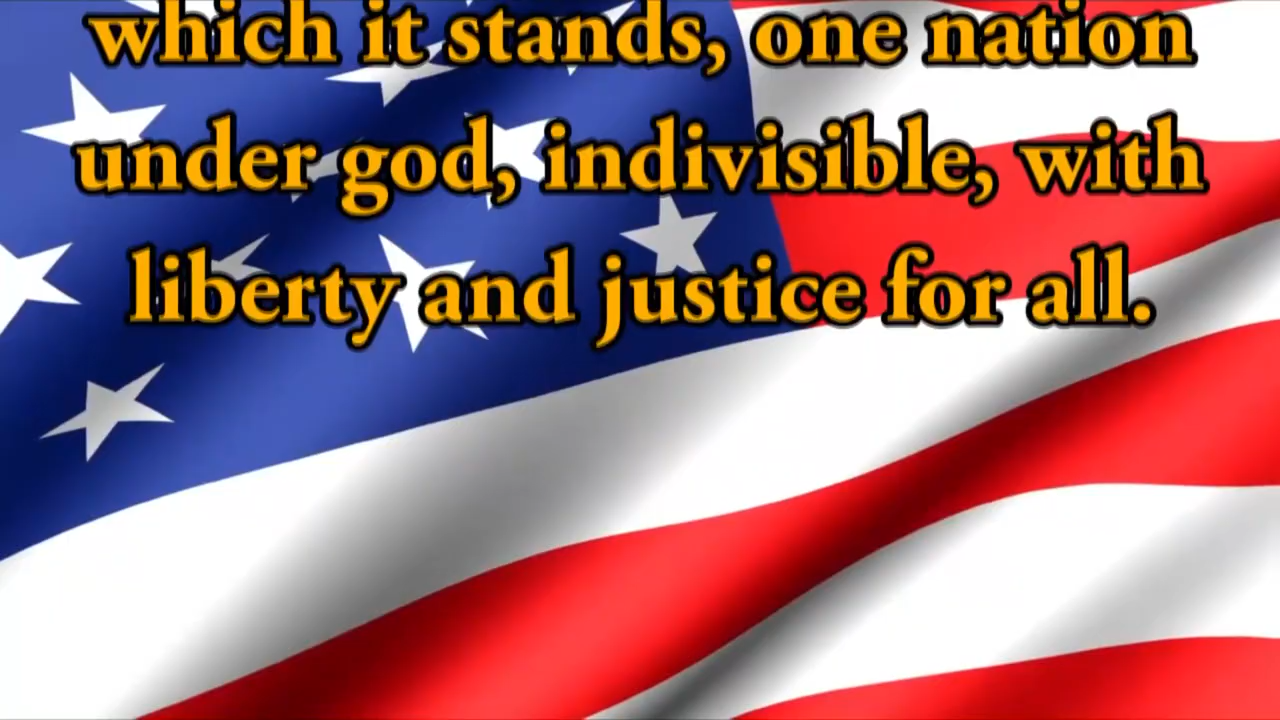 which it stands, one nation
under god, indivisible, with
liberty and justice for all.